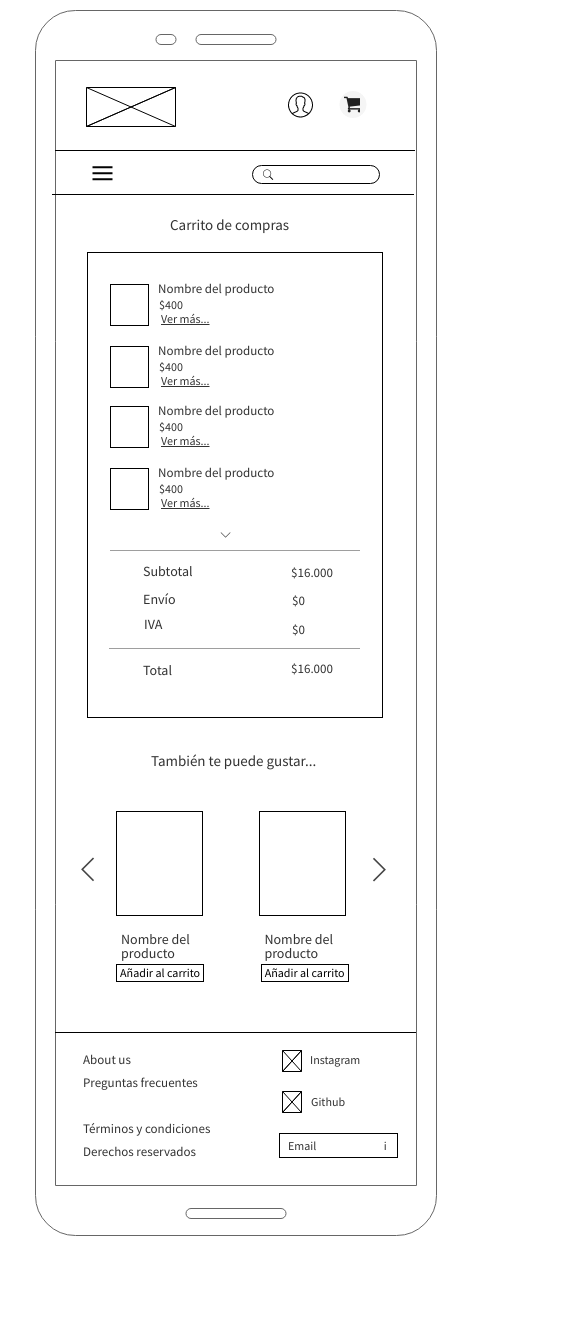 Carrito de compras
Nombre del producto
$400
Ver más...
Nombre del producto
$400
Ver más...
Nombre del producto
$400
Ver más...
Nombre del producto
$400
Ver más...
Subtotal $16.000
Envío $0
IVA $0
Total $16.000
También te puede gustar...
Nombre del
producto
Añadir al carrito
Nombre del
producto
Añadir al carrito
About us
Preguntas frecuentes
Términos y condiciones
Derechos reservados
Instagram
Github
Email i